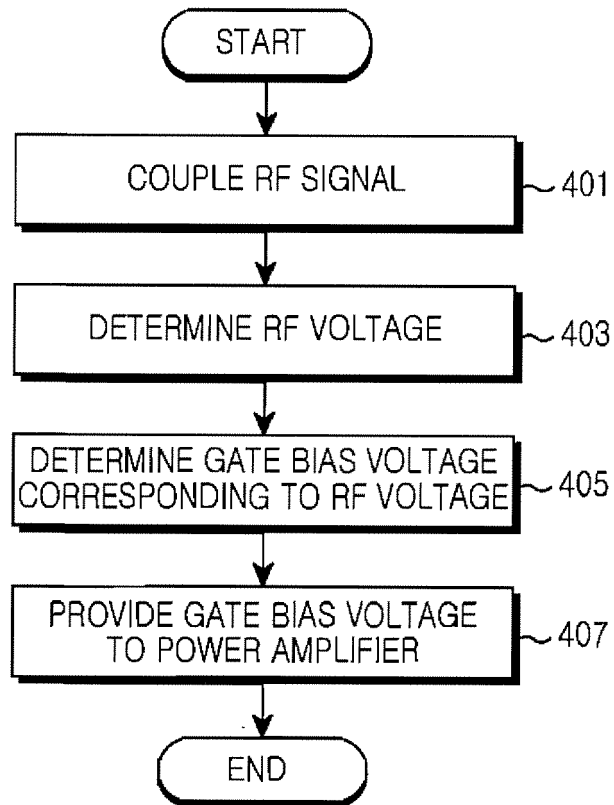 START
COUPLE RF SIGNAL
401
DETERMINE RF VOLTAGE
403
DETERMINE GATE BIAS VOLTAGE
CORRESPONDING TO RF VOLTAGE
405
PROVIDE GATE BIAS VOLTAGE
TO POWER AMPLIFIER
407
END